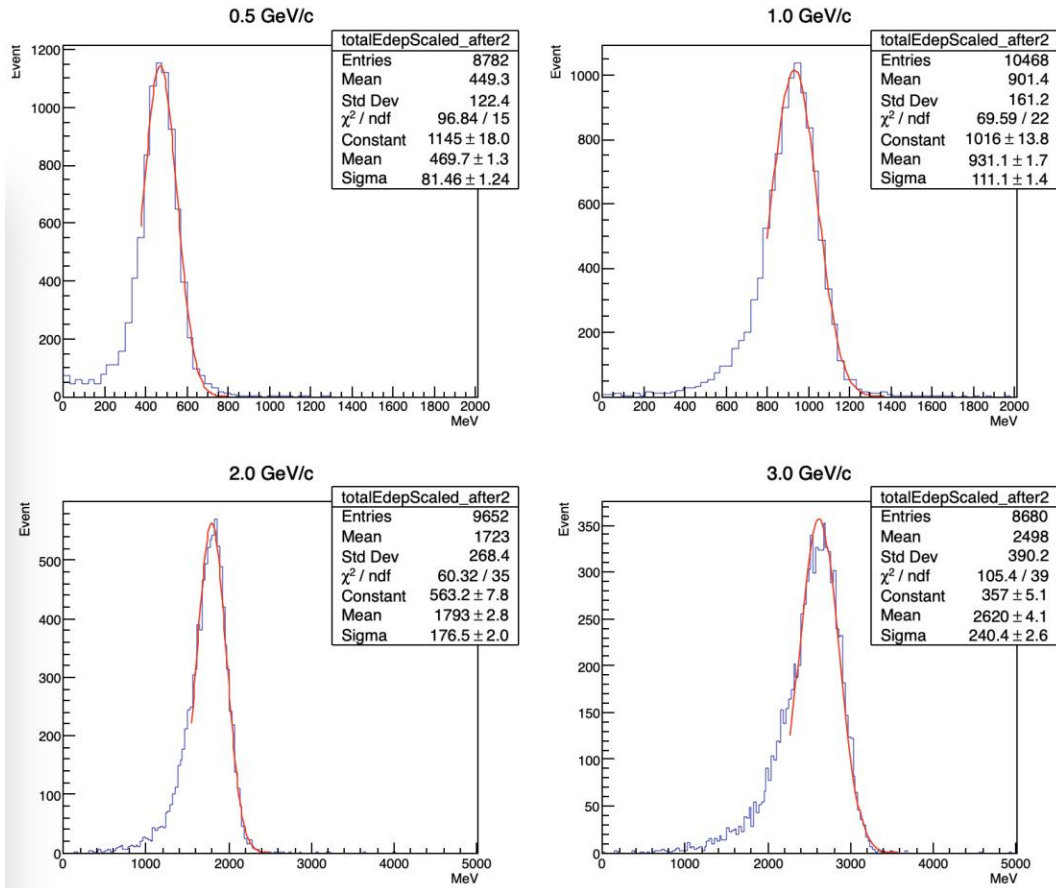 0.5 GeV/c
Event
totalEdepScaled_after2
Entries 8782
Mean 449.3
Std Dev 122.4
χ² / ndf 96.84 / 15
Constant 1145 ± 18.0
Mean 469.7 ± 1.3
Sigma 81.46 ± 1.24
1200
1000
800
600
400
200
0
0 200 400 600 800 1000 1200 1400 1600 1800 2000
MeV
1.0 GeV/c
Event
totalEdepScaled_after2
Entries 10468
Mean 901.4
Std Dev 161.2
χ² / ndf 69.59 / 22
Constant 1016 ± 13.8
Mean 931.1 ± 1.7
Sigma 111.1 ± 1.4
1000
800
600
400
200
0
0 200 400 600 800 1000 1200 1400 1600 1800 2000
MeV
2.0 GeV/c
Event
totalEdepScaled_after2
Entries 9652
Mean 1723
Std Dev 268.4
χ² / ndf 60.32 / 35
Constant 563.2 ± 7.8
Mean 1793 ± 2.8
Sigma 176.5 ± 2.0
500
400
300
200
100
0
0 1000 2000 3000 4000 5000
MeV
3.0 GeV/c
Event
totalEdepScaled_after2
Entries 8680
Mean 2498
Std Dev 390.2
χ² / ndf 105.4 / 39
Constant 357 ± 5.1
Mean 2620 ± 4.1
Sigma 240.4 ± 2.6
350
300
250
200
150
100
50
0
0 1000 2000 3000 4000 5000
MeV